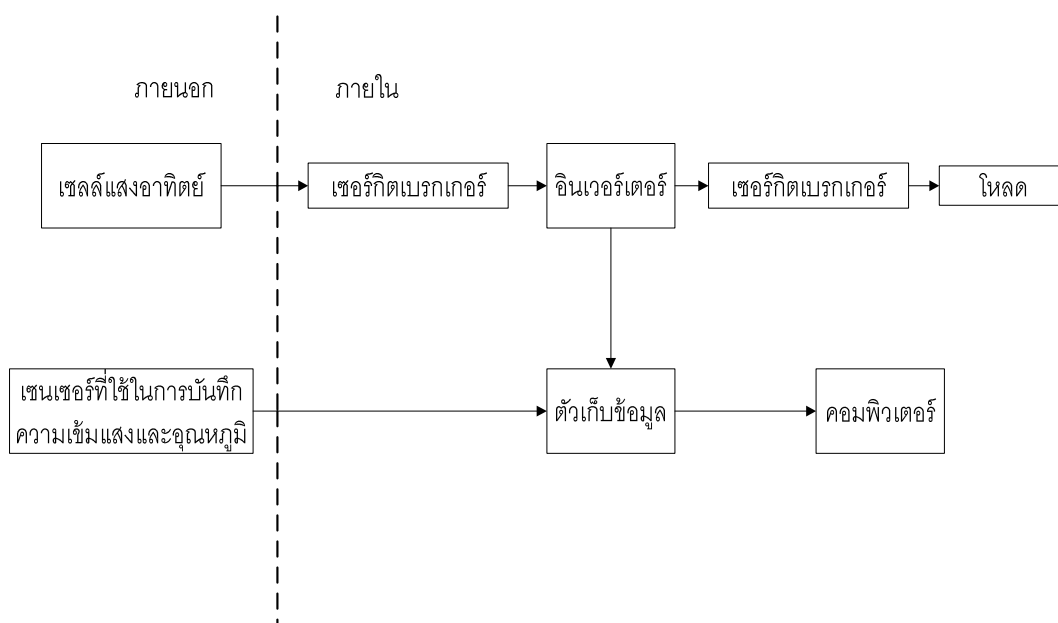 ภายนอก
ภายใน
เซลล์แสงอาทิตย์
เซอร์กิตเบรกเกอร์
อินเวอร์เตอร์
เซอร์กิตเบรกเกอร์
โหลด
เซนเซอร์ที่ใช้ในการบันทึก
ความเข้มแสงและอุณหภูมิ
ตัวเก็บข้อมูล
คอมพิวเตอร์